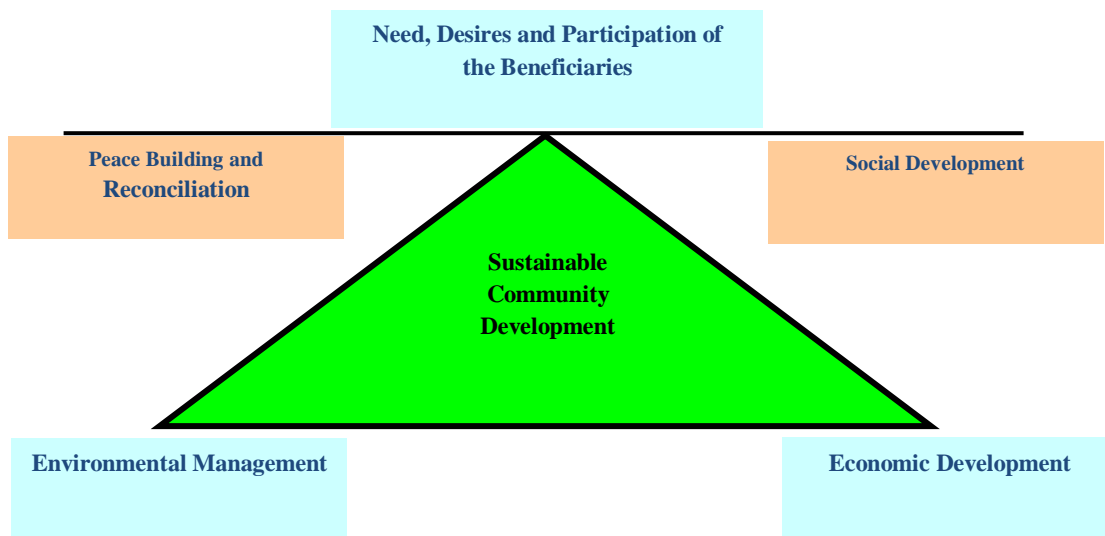 Need, Desires and Participation of
the Beneficiaries
Peace Building and
Reconciliation
Social Development
Sustainable
Community
Development
Environmental Management
Economic Development